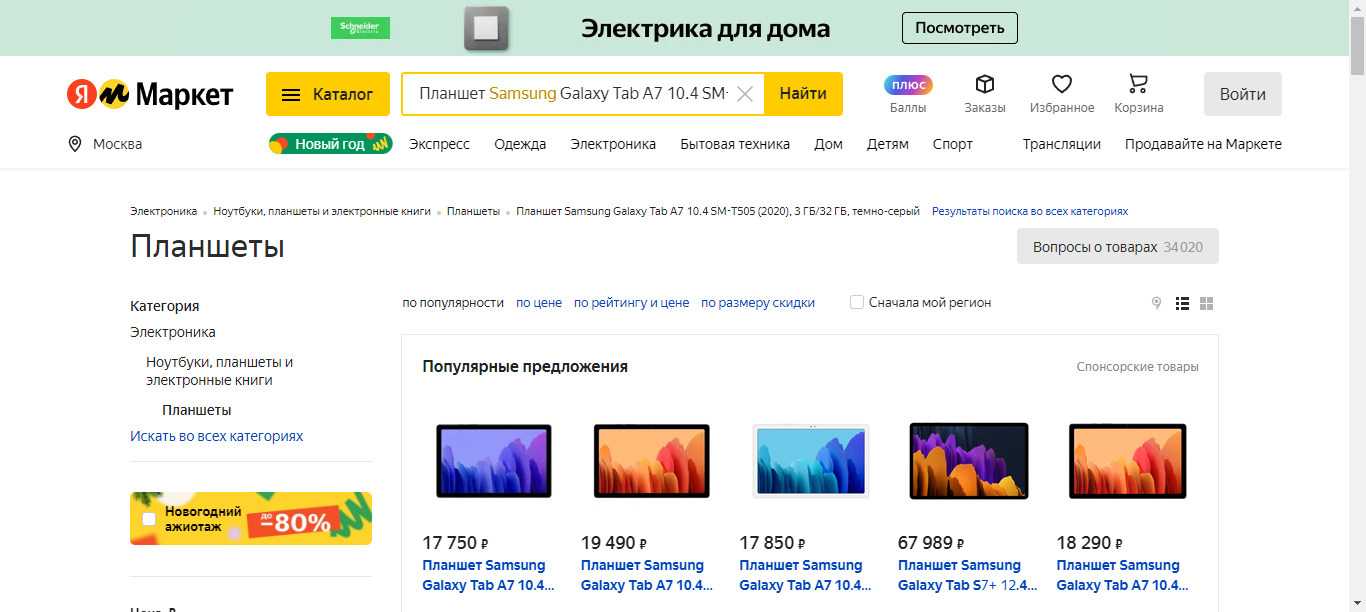 Schneider Electric
Электрика для дома
Посмотреть
Я Маркет
Каталог
Планшет Samsung Galaxy Tab A7 10.4 SM-
Найти
плюс
Баллы
Заказы
Избранное
Корзина
Войти
Москва
Новый год
Экспресс
Одежда
Электроника
Бытовая техника
Дом
Детям
Спорт
Трансляции
Продавайте на Маркете
Электроника
Ноутбуки, планшеты и электронные книги
Планшеты
Планшет Samsung Galaxy Tab A7 10.4 SM-T505 (2020), 3 ГБ/32 ГБ, темно-серый
Результаты поиска во всех категориях
Планшеты
Вопросы о товарах 34020
Категория
Электроника
Ноутбуки, планшеты и
электронные книги
Планшеты
Искать во всех категориях
Новогодний
ажиотаж
до
–80%
Цена, ₽
по популярности
по цене
по рейтингу и цене
по размеру скидки
Сначала мой регион
Популярные предложения
Спонсорские товары
17 750 ₽
Планшет Samsung
Galaxy Tab A7 10.4...
19 490 ₽
Планшет Samsung
Galaxy Tab A7 10.4...
17 850 ₽
Планшет Samsung
Galaxy Tab A7 10.4...
67 989 ₽
Планшет Samsung
Galaxy Tab S7+ 12.4...
18 290 ₽
Планшет Samsung
Galaxy Tab A7 10.4...